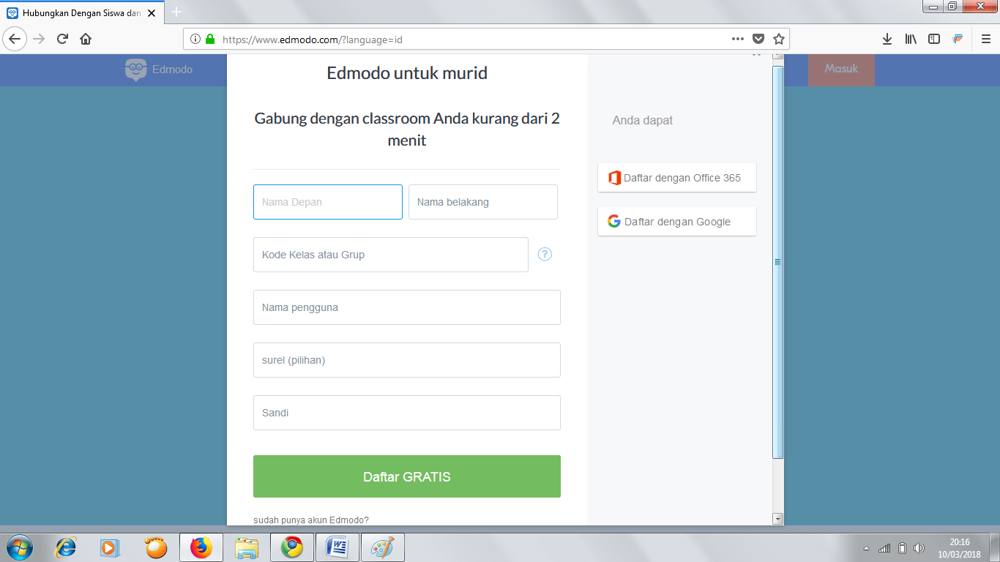 Hubungkan Dengan Siswa dan
https://www.edmodo.com/?language=id
Edmodo
Masuk
Edmodo untuk murid
Gabung dengan classroom Anda kurang dari 2
menit
Nama Depan
Nama belakang
Kode Kelas atau Grup
?
Nama pengguna
surel (pilihan)
Sandi
Daftar GRATIS
sudah punya akun Edmodo?
Anda dapat
Daftar dengan Office 365
Daftar dengan Google
20:16
10/03/2018